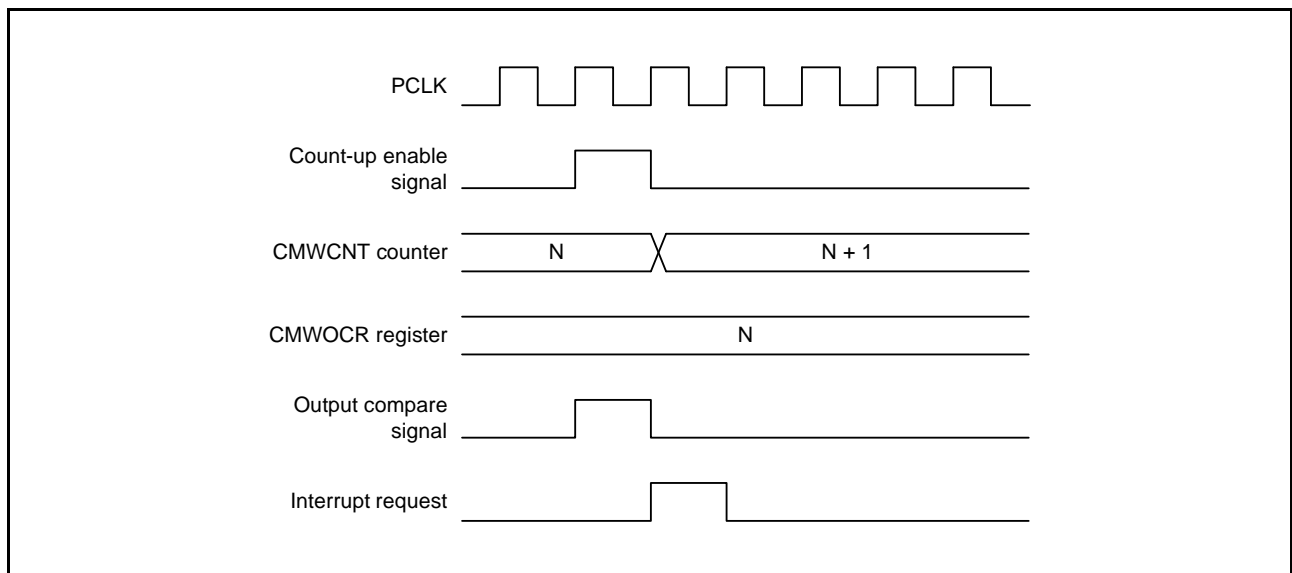 PCLK
Count-up enable
signal
CMWCNT counter
N
N + 1
CMWOCR register
N
Output compare
signal
Interrupt request